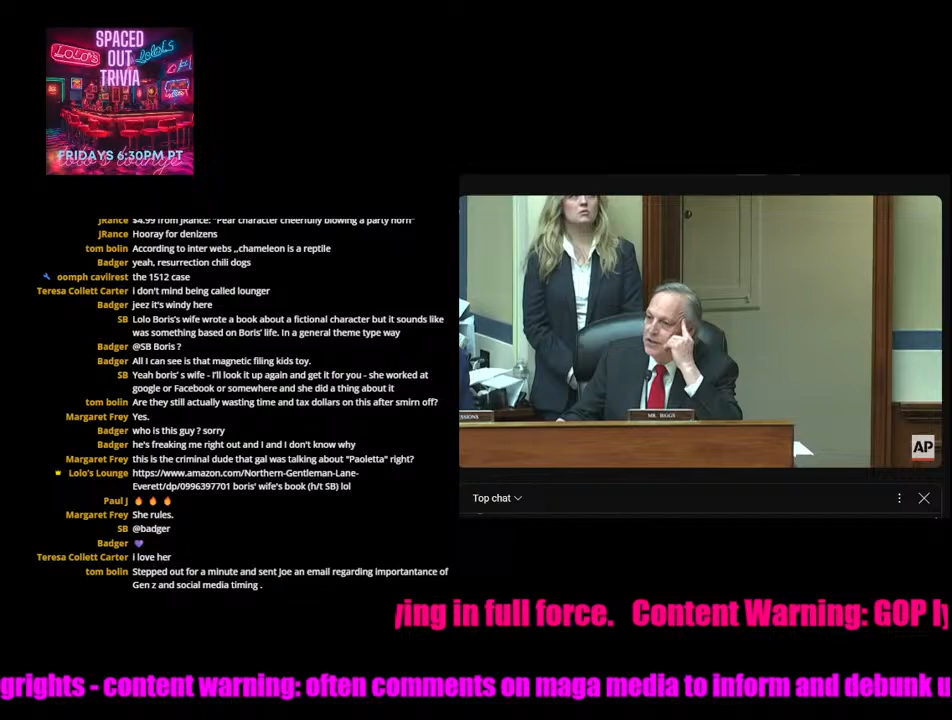 SPACED
OUT
TRIVIA
LOLO'S
lolo's
FRIDAYS 6:30PM PT
lolo's lounge
JRance $4.99 from JRance: "Pear character cheerfully blowing a party horn"
JRance Hooray for denizens
tom bolin According to inter webs ,,chameleon is a reptile
Badger yeah, resurrection chili dogs
oomph cavilrest the 1512 case
Teresa Collett Carter i don't mind being called lounger
Badger jeez it's windy here
SB Lolo Boris's wife wrote a book about a fictional character but it sounds like
was something based on Boris' life. In a general theme type way
Badger @SB Boris ?
Badger All I can see is that magnetic filing kids toy.
SB Yeah boris' s wife - I'll look it up again and get it for you - she worked at
google or Facebook or somewhere and she did a thing about it
tom bolin Are they still actually wasting time and tax dollars on this after smirn off?
Margaret Frey Yes.
Badger who is this guy ? sorry
Badger he's freaking me right out and I and I don't know why
Margaret Frey this is the criminal dude that gal was talking about "Paoletta" right?
Lolo's Lounge https://www.amazon.com/Northern-Gentleman-Lane-
Everett/dp/0996397701 boris' wife's book (h/t SB) lol
Paul J 🔥 🔥 🔥
Margaret Frey She rules.
SB @badger
Badger 💜
Teresa Collett Carter i love her
tom bolin Stepped out for a minute and sent Joe an email regarding importantance of
Gen z and social media timing .
MR. BIGGS
AP
Top chat
ying in full force. Content Warning: GOP ly
grights - content warning: often comments on maga media to inform and debunk u